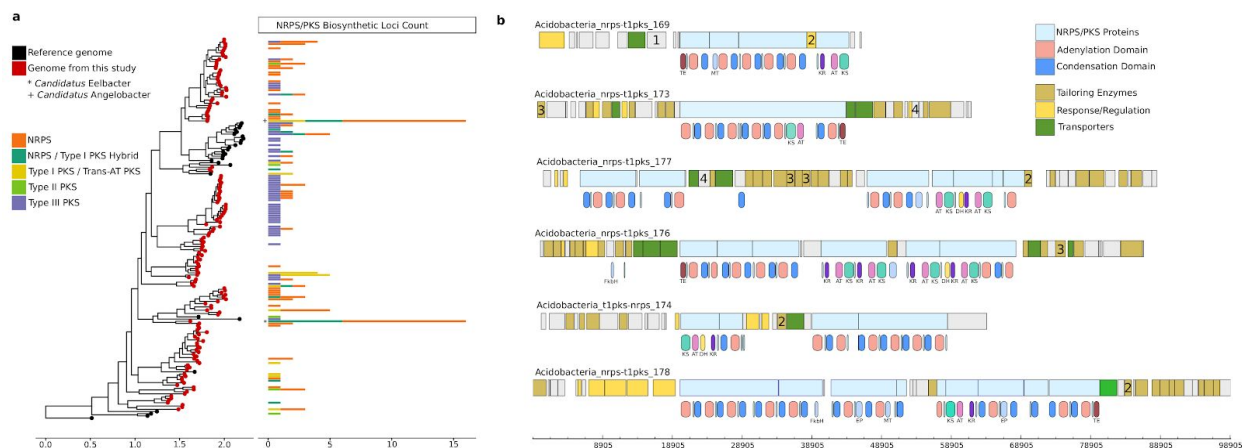 a
NRPS/PKS Biosynthetic Loci Count
Reference genome
Genome from this study
* Candidatus Eelbacter
+ Candidatus Angelobacter
NRPS
NRPS / Type I PKS Hybrid
Type I PKS / Trans-AT PKS
Type II PKS
Type III PKS
+
*
0.0 0.5 1.0 1.5 2.0
0 5 10 15
b
Acidobacteria_nrps-t1pks_169
1 2
TE MT KR AT KS
Acidobacteria_nrps-t1pks_173
3 4
KS AT TE
Acidobacteria_nrps-t1pks_177
4 3 3 2
AT KS DH KR AT KS
Acidobacteria_nrps-t1pks_176
3
FkbH TE KR AT KS KR AT KS KR AT KS DH KR AT KS
Acidobacteria_t1pks-nrps_174
2
KS AT DH KR
Acidobacteria_nrps-t1pks_178
2
FkbH EP MT KS AT KR EP TE
8905 18905 28905 38905 48905 58905 68905 78905 88905 98905
NRPS/PKS Proteins
Adenylation Domain
Condensation Domain
Tailoring Enzymes
Response/Regulation
Transporters